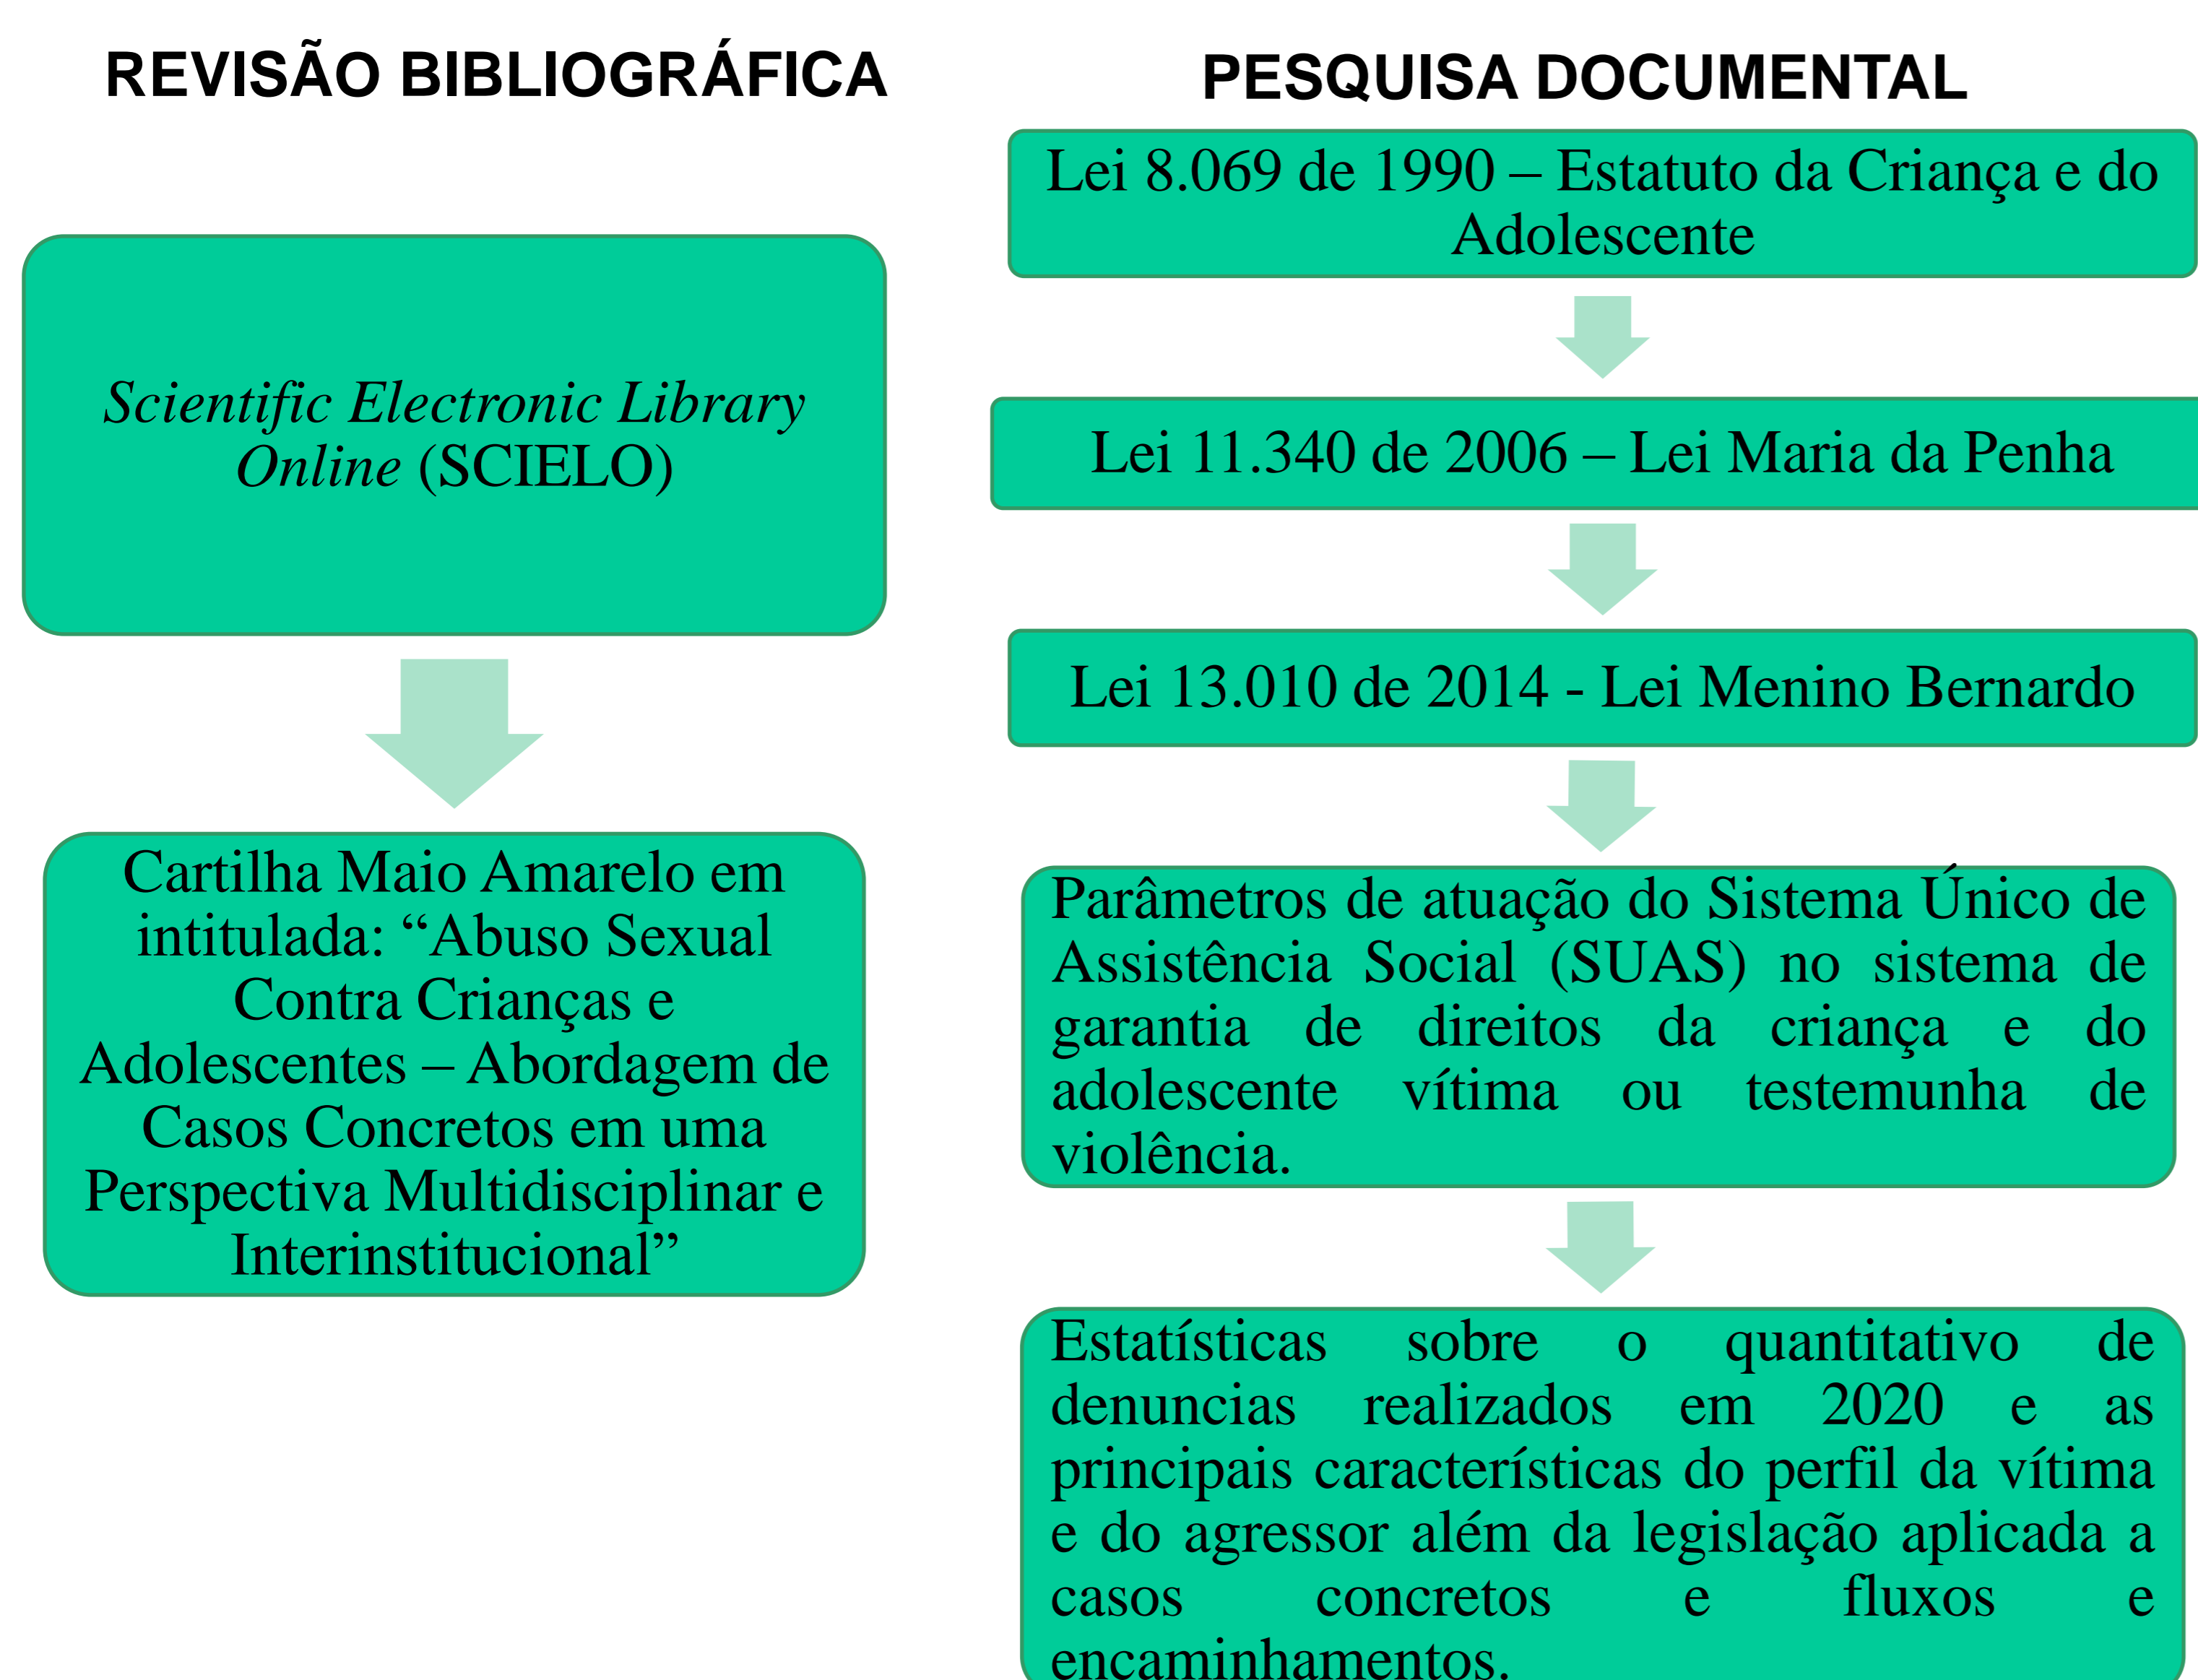 REVISÃO BIBLIOGRÁFICA
Scientific Electronic Library
Online (SCIELO)
Cartilha Maio Amarelo em
intitulada: “Abuso Sexual
Contra Crianças e
Adolescentes – Abordagem de
Casos Concretos em uma
Perspectiva Multidisciplinar e
Interinstitucional”
PESQUISA DOCUMENTAL
Lei 8.069 de 1990 – Estatuto da Criança e do
Adolescente
Lei 11.340 de 2006 – Lei Maria da Penha
Lei 13.010 de 2014 - Lei Menino Bernardo
Parâmetros de atuação do Sistema Único de
Assistência Social (SUAS) no sistema de
garantia de direitos da criança e do
adolescente vítima ou testemunha de
violência.
Estatísticas sobre o quantitativo de
denuncias realizados em 2020 e as
principais características do perfil da vítima
e do agressor além da legislação aplicada a
casos concretos e fluxos e
encaminhamentos.